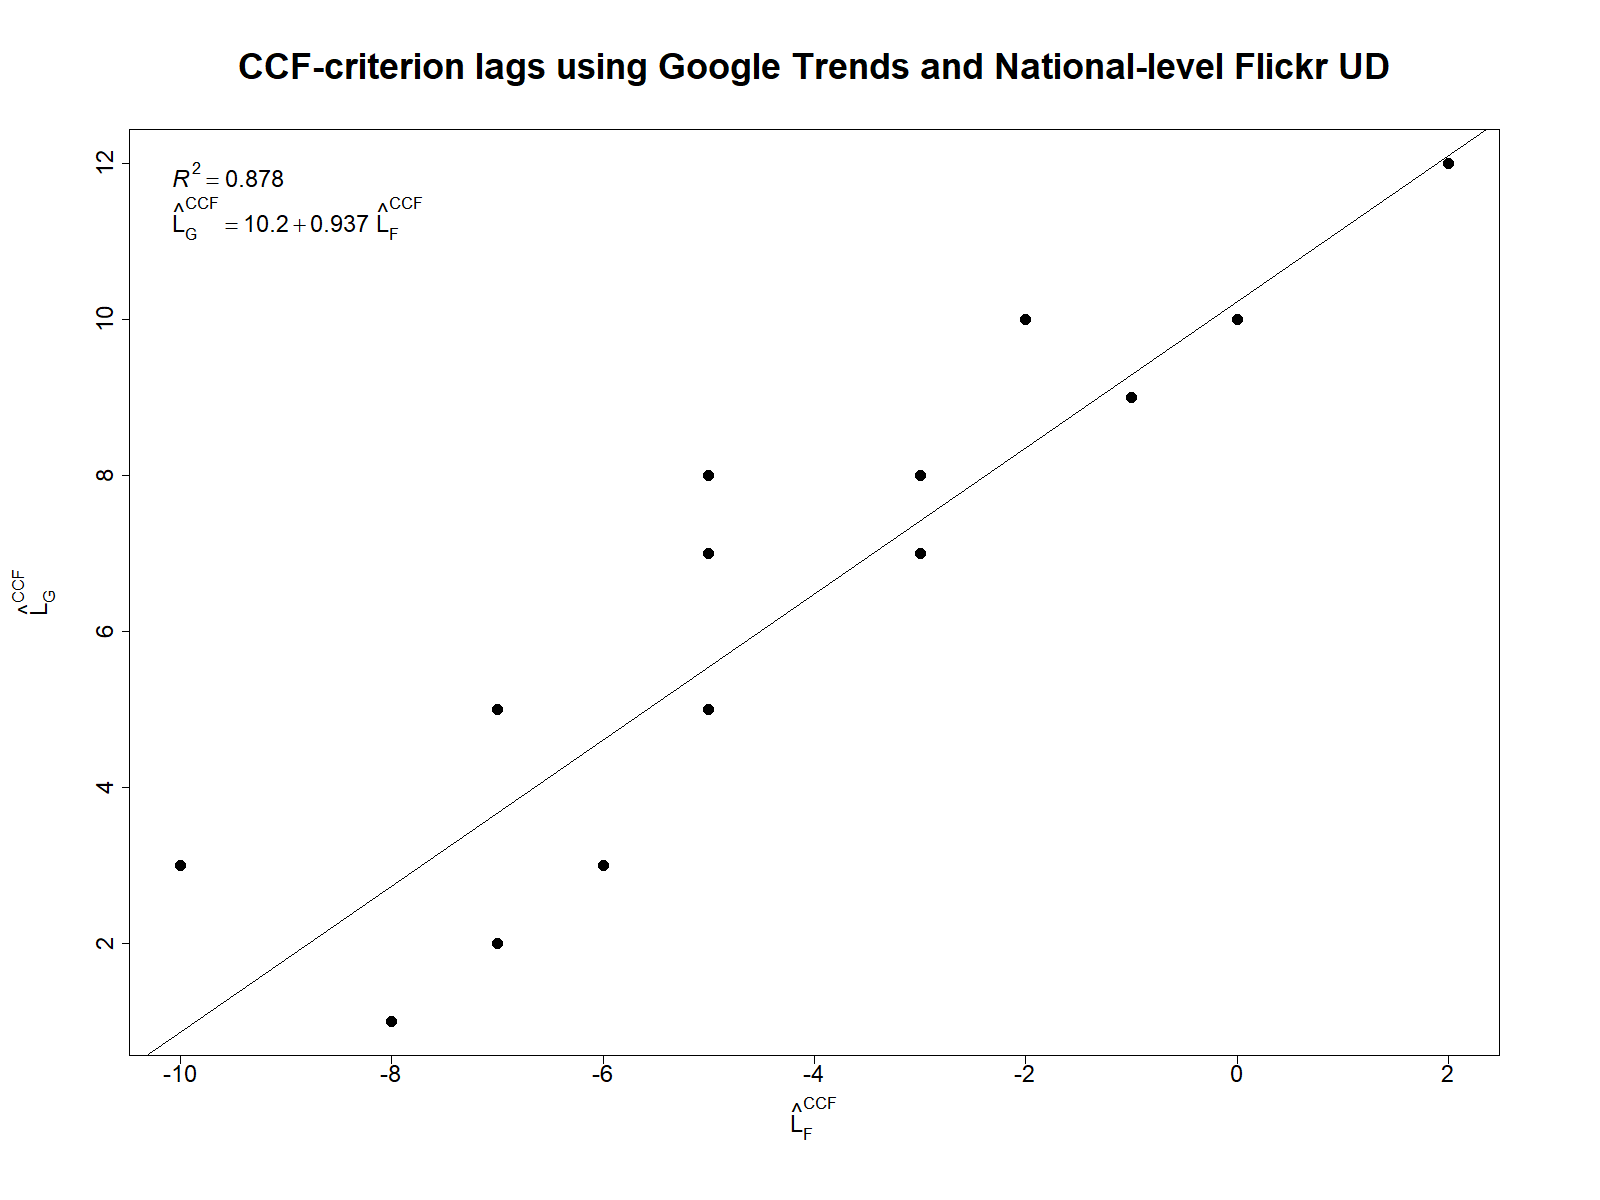 CCF-criterion lags using Google Trends and National-level Flickr UD
R² = 0.878
L̂_G^CCF = 10.2 + 0.937 L̂_F^CCF
12
10
8
6
4
2
L̂_G^CCF
-10 -8 -6 -4 -2 0 2
L̂_F^CCF